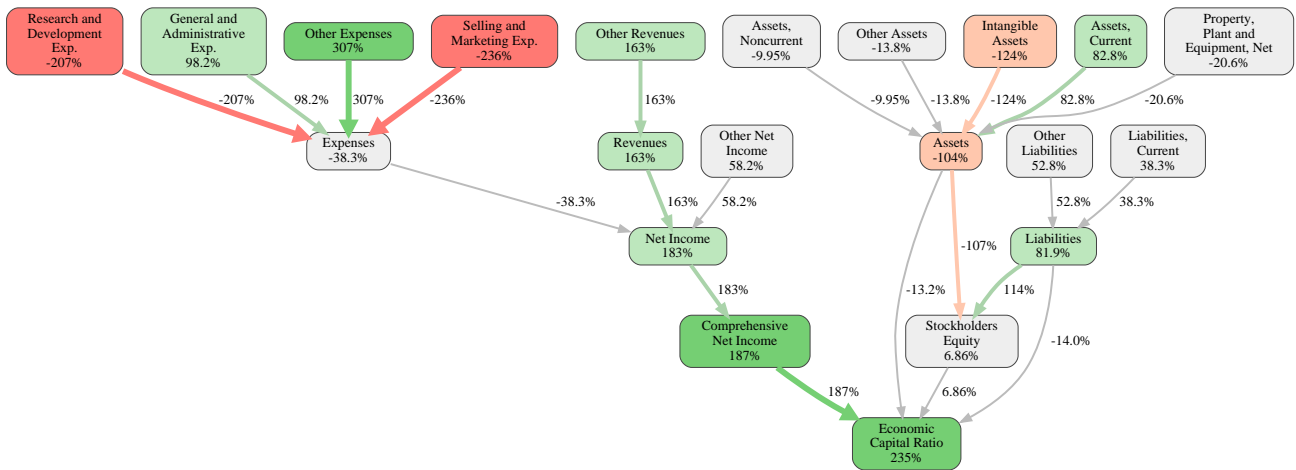 Research and
Development
Exp.
-207%
General and
Administrative
Exp.
98.2%
Other Expenses
307%
Selling and
Marketing Exp.
-236%
Other Revenues
163%
Assets,
Noncurrent
-9.95%
Other Assets
-13.8%
Intangible
Assets
-124%
Assets,
Current
82.8%
Property,
Plant and
Equipment, Net
-20.6%
-207%
98.2%
307%
-236%
163%
-9.95%
-13.8%
-124%
82.8%
-20.6%
Expenses
-38.3%
Revenues
163%
Other Net
Income
58.2%
Assets
-104%
Other
Liabilities
52.8%
Liabilities,
Current
38.3%
-38.3%
163%
58.2%
52.8%
38.3%
Net Income
183%
Liabilities
81.9%
-107%
183%
-13.2%
114%
Comprehensive
Net Income
187%
Stockholders
Equity
6.86%
-14.0%
187%
6.86%
Economic
Capital Ratio
235%